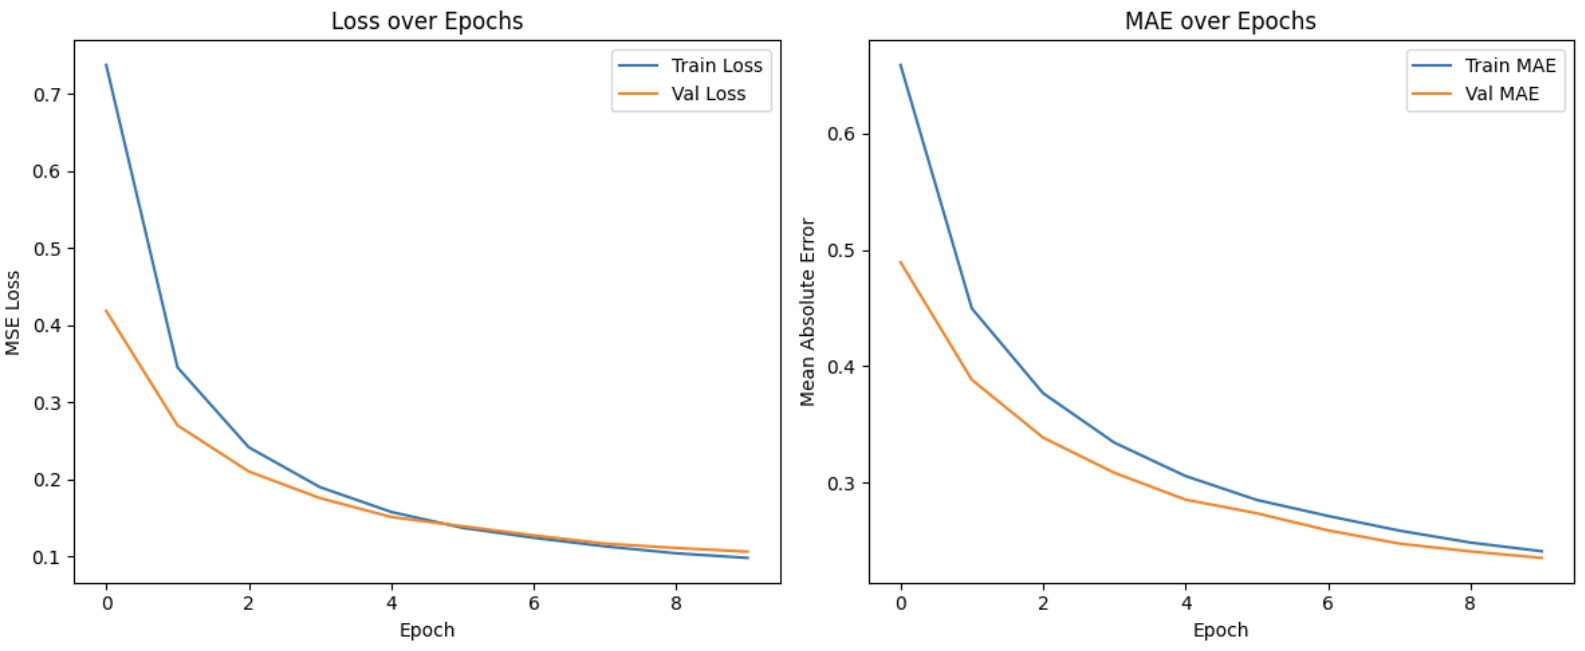 Loss over Epochs
Train Loss
Val Loss
0.7
0.6
0.5
0.4
0.3
0.2
0.1
MSE Loss
0 2 4 6 8
Epoch
MAE over Epochs
Train MAE
Val MAE
0.6
0.5
0.4
0.3
Mean Absolute Error
0 2 4 6 8
Epoch